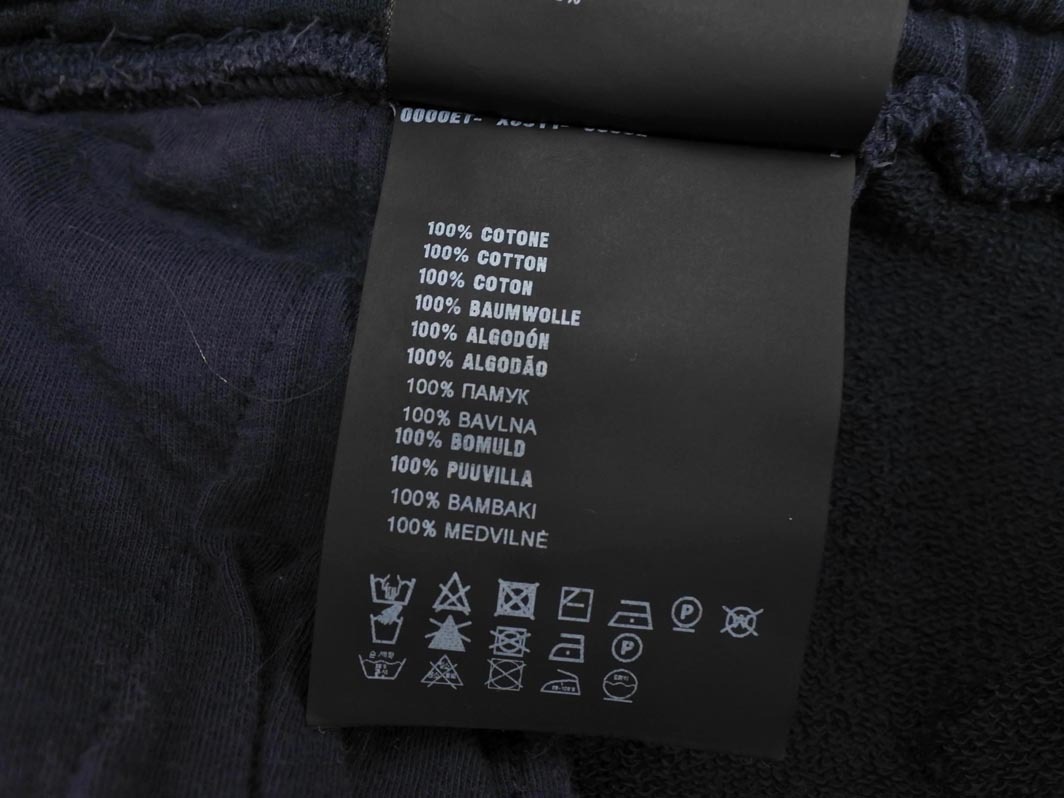 100% COTONE
100% COTTON
100% COTON
100% BAUMWOLLE
100% ALGODÓN
100% ALGODÃO
100% ПАМУК
100% BAVLNA
100% BOMULD
100% PUUVILLA
100% BAMBAKI
100% MEDVILNĖ
P
P